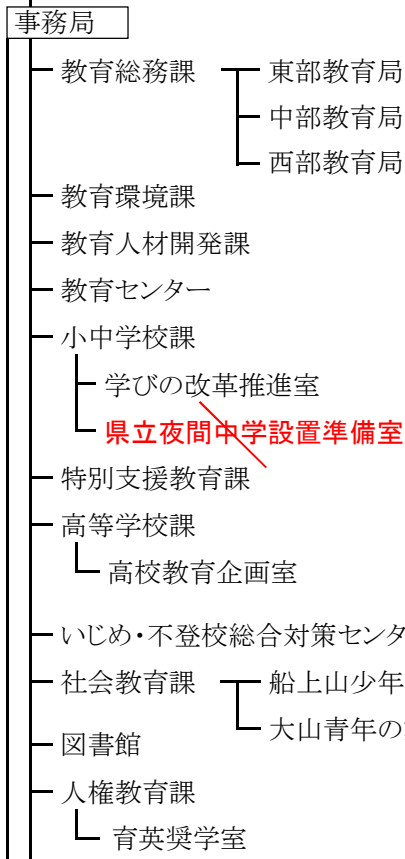 事務局
教育総務課 東部教育局
中部教育局
西部教育局
教育環境課
教育人材開発課
教育センター
小中学校課
学びの改革推進室
県立夜間中学設置準備室
特別支援教育課
高等学校課
高校教育企画室
いじめ・不登校総合対策センタ
社会教育課 船上山少年
大山青年の
図書館
人権教育課
育英奨学室